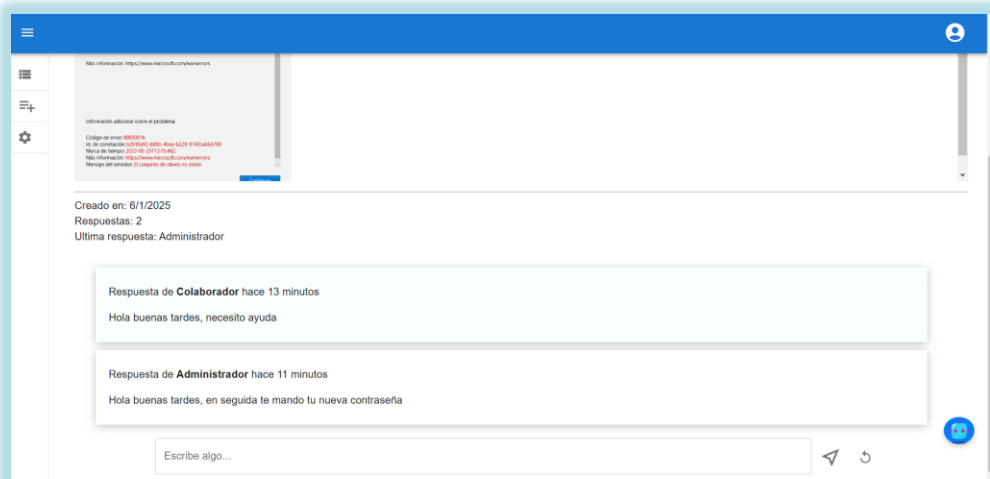 Más información: https://www.microsoft.com/wamerrors
Información adicional sobre el problema:
Código de error:
Id. de correlación:
Marca de tiempo: 2023-05-25T13:15:46Z
Más información: https://www.microsoft.com/wamerrors
Mensaje del servidor: El conjunto de claves no existe
Continuar
Creado en: 6/1/2025
Respuestas: 2
Ultima respuesta: Administrador
Respuesta de Colaborador hace 13 minutos
Hola buenas tardes, necesito ayuda
Respuesta de Administrador hace 11 minutos
Hola buenas tardes, en seguida te mando tu nueva contraseña
Escribe algo...